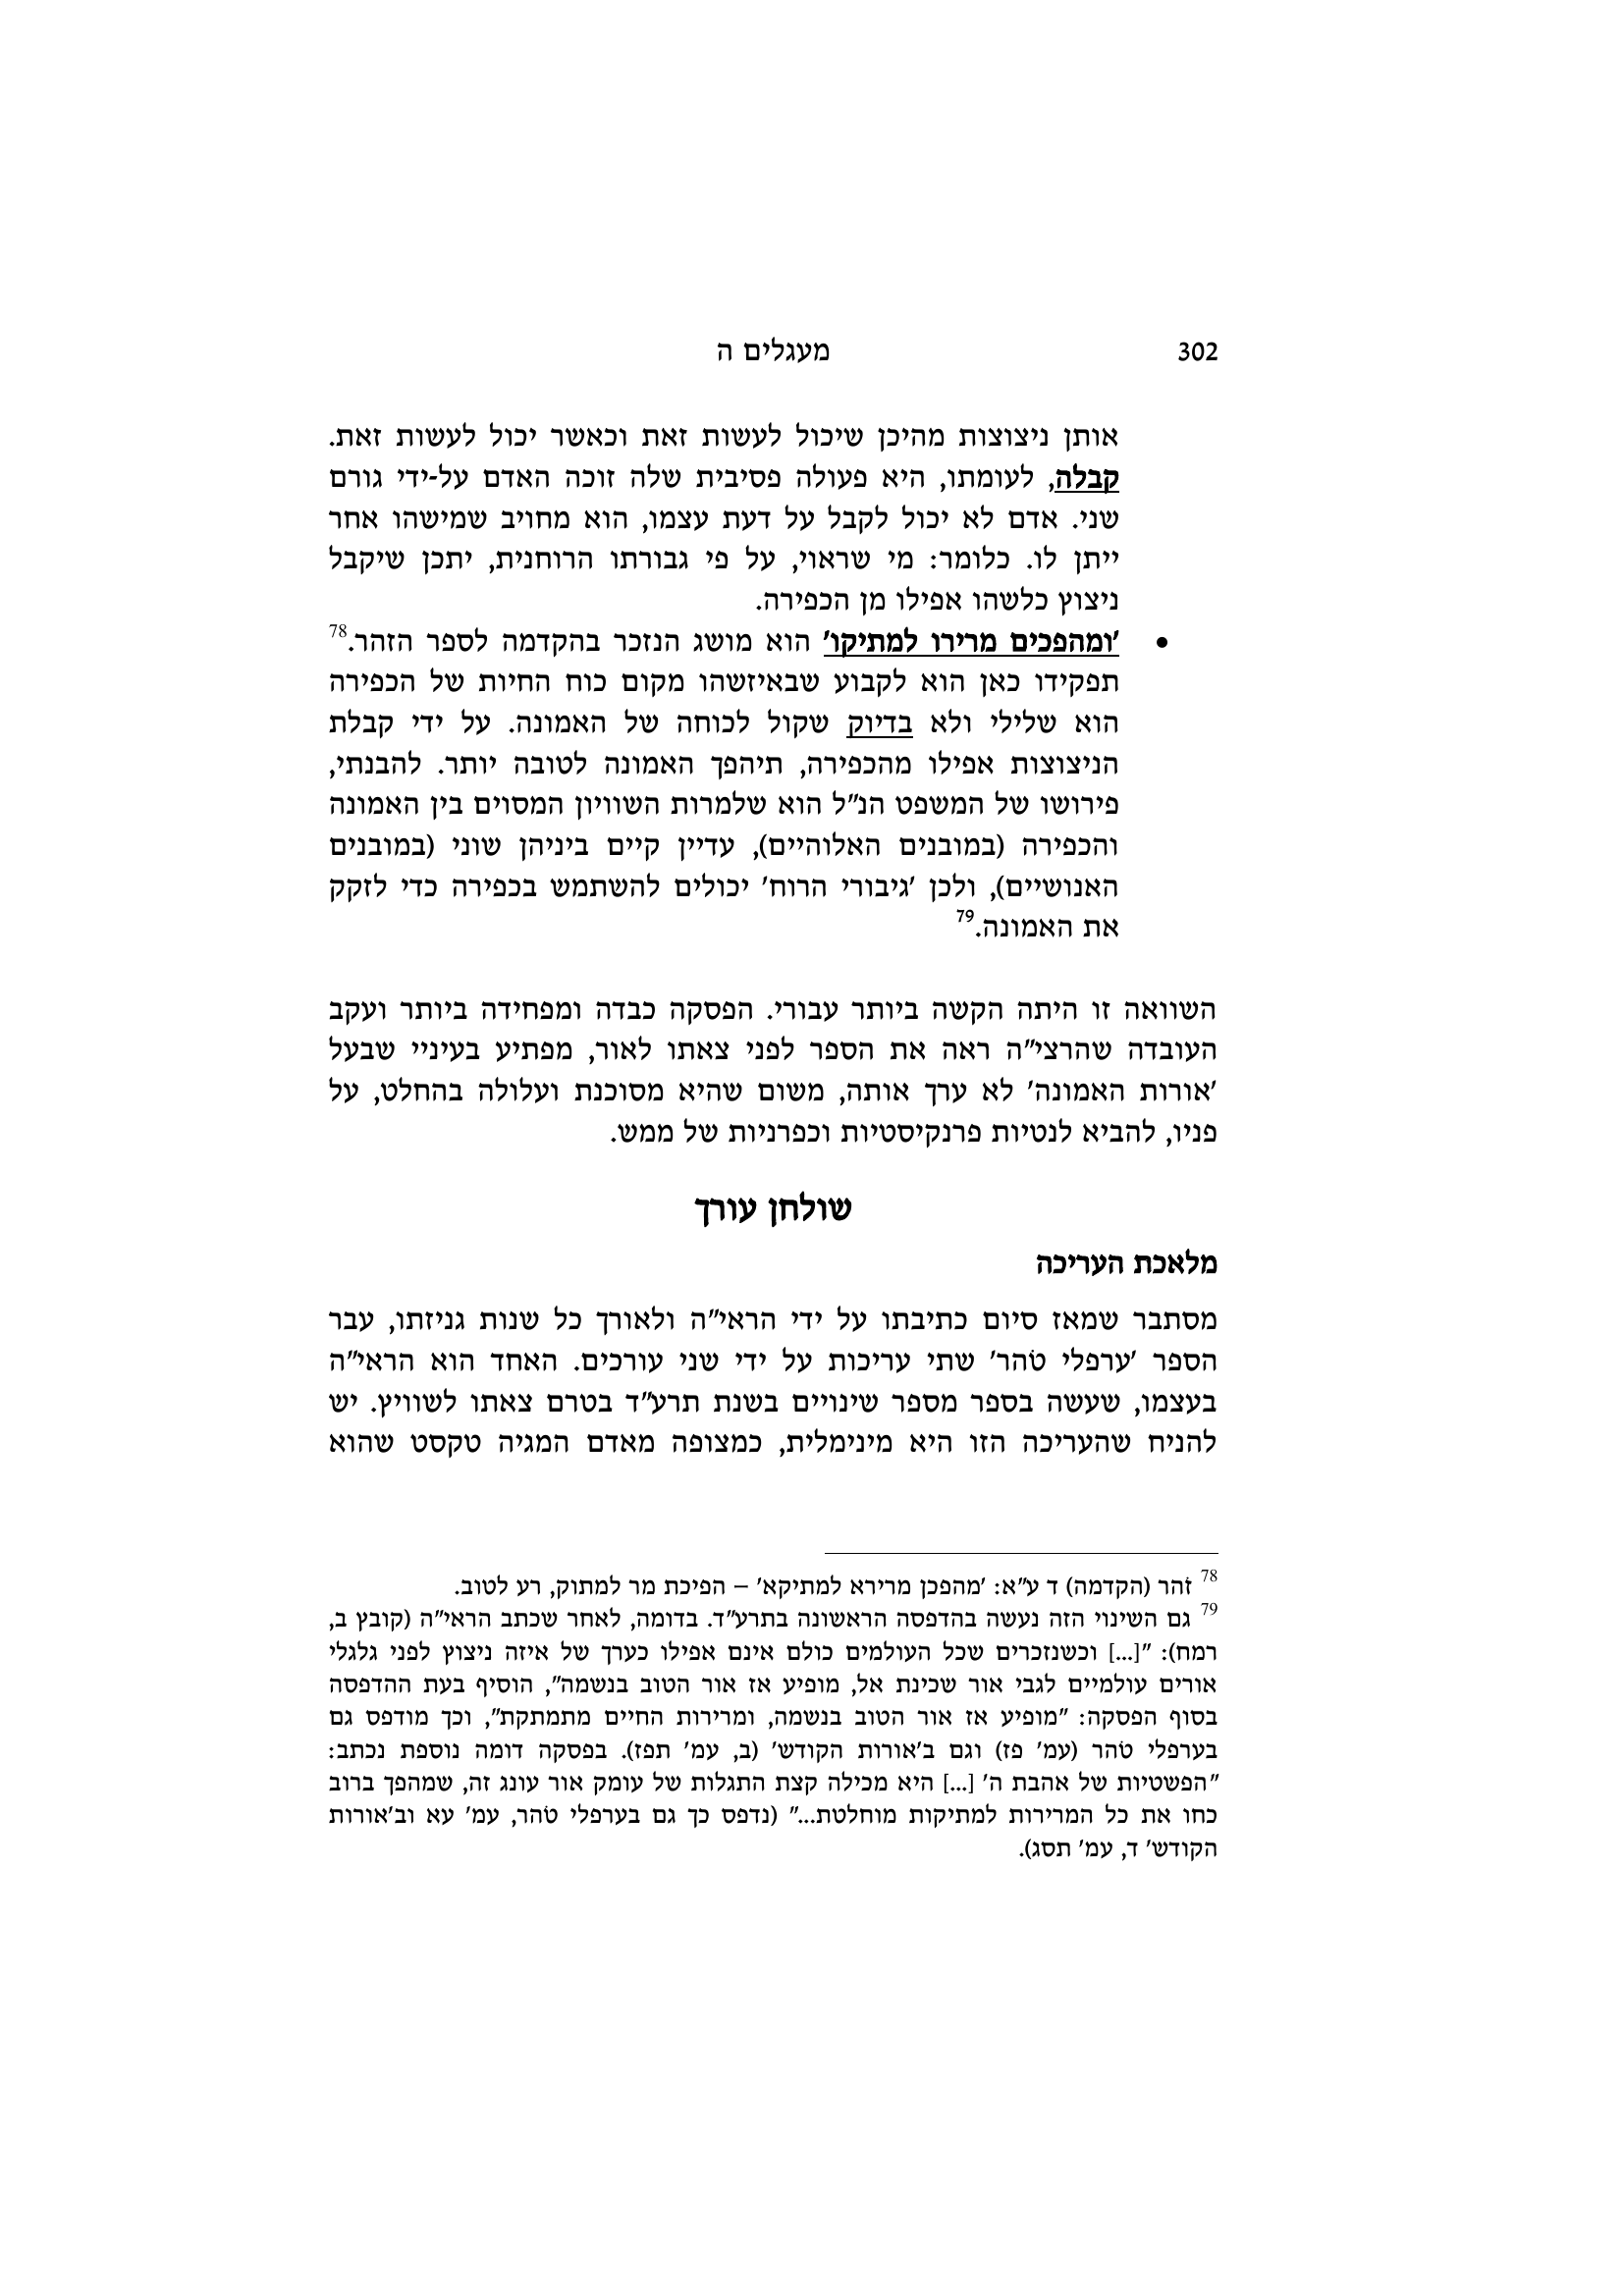 302 מעגלים ה
אותן ניצוצות מהיכן שיכול לעשות זאת וכאשר יכול לעשות זאת.
קבלה, לעומתו, היא פעולה פסיבית שלה זוכה האדם על-ידי גורם
שני. אדם לא יכול לקבל על דעת עצמו, הוא מחויב שמישהו אחר
ייתן לו. כלומר: מי שראוי, על פי גבורתו הרוחנית, יתכן שיקבל
ניצוץ כלשהו אפילו מן הכפירה.
• 'ומהפכים מרירו למתיקו' הוא מושג הנזכר בהקדמה לספר הזהר.78
תפקידו כאן הוא לקבוע שבאיזשהו מקום כוח החיות של הכפירה
הוא שלילי ולא בדיוק שקול לכוחה של האמונה. על ידי קבלת
הניצוצות אפילו מהכפירה, תיהפך האמונה לטובה יותר. להבנתי,
פירושו של המשפט הנ"ל הוא שלמרות השוויון המסוים בין האמונה
והכפירה (במובנים האלוהיים), עדיין קיים ביניהן שוני (במובנים
האנושיים), ולכן 'גיבורי הרוח' יכולים להשתמש בכפירה כדי לזקק
את האמונה.79
השוואה זו היתה הקשה ביותר עבורי. הפסקה כבדה ומפחידה ביותר ועקב
העובדה שהרצי"ה ראה את הספר לפני צאתו לאור, מפתיע בעיניי שבעל
'אורות האמונה' לא ערך אותה, משום שהיא מסוכנת ועלולה בהחלט, על
פניו, להביא לנטיות פרנקיסטיות וכפרניות של ממש.
שולחן עורך
מלאכת העריכה
מסתבר שמאז סיום כתיבתו על ידי הראי"ה ולאורך כל שנות גניזתו, עבר
הספר 'ערפלי טֹהר' שתי עריכות על ידי שני עורכים. האחד הוא הראי"ה
בעצמו, שעשה בספר מספר שינויים בשנת תרע"ד בטרם צאתו לשוויץ. יש
להניח שהעריכה הזו היא מינימלית, כמצופה מאדם המגיה טקסט שהוא
78 זֹהר (הקדמה) ד ע"א: 'מהפכן מרירא למתיקא' – הפיכת מר למתוק, רע לטוב.
79 גם השינוי הזה נעשה בהדפסה הראשונה בתרע"ד. בדומה, לאחר שכתב הראי"ה (קובץ ב,
רמח): "[...] וכשנזכרים שכל העולמים כולם אינם אפילו כערך של איזה ניצוץ לפני גלגלי
אורים עולמיים לגבי אור שכינת אל, מופיע אז אור הטוב בנשמה", הוסיף בעת ההדפסה
בסוף הפסקה: "מופיע אז אור הטוב בנשמה, ומרירות החיים מתמתקת", וכך מודפס גם
בערפלי טֹהר (עמ' פז) וגם ב'אורות הקודש' (ב, עמ' תפז). בפסקה דומה נוספת נכתב:
"הפשטיות של אהבת ה' [...] היא מכילה קצת התגלות של עומק אור עונג זה, שמהפך ברוב
כחו את כל המרירות למתיקות מוחלטת..." (נדפס כך גם בערפלי טֹהר, עמ' עא וב'אורות
הקודש' ד, עמ' תסג).